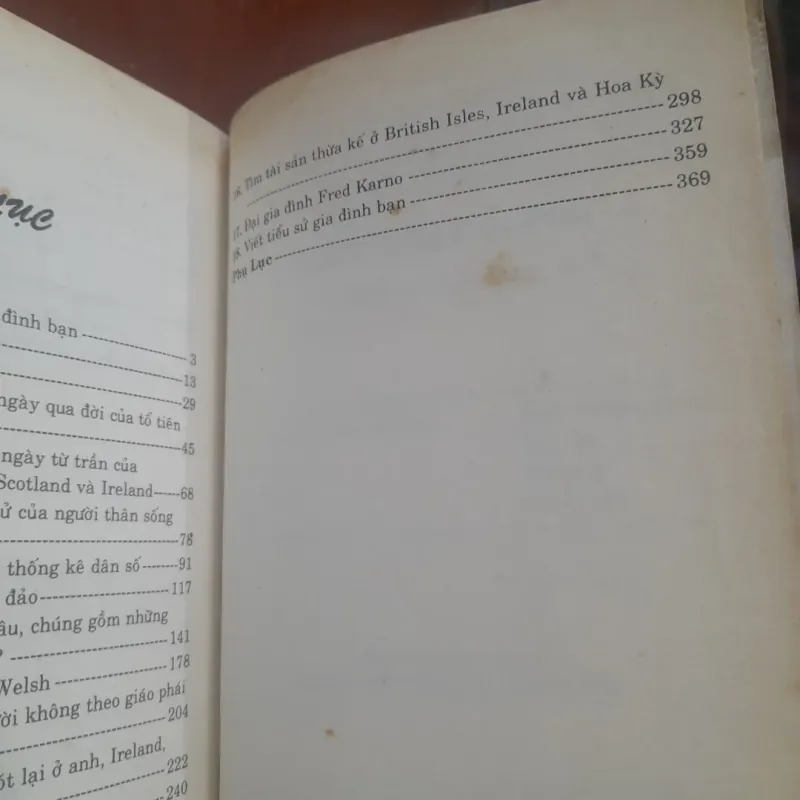 ục
đình bạn ---------------- 3
---------------- 13
---------------- 29
ngày qua đời của tổ tiên
---------------- 45
ngày từ trần của
Scotland và Ireland------68
ử của người thân sống
---------------- 76
thống kê dân số--------91
đảo---------------- 117
âu, chúng gồm những
? ---------------- 141
Welsh ---------------- 178
ời không theo giáo phái
---------------- 204
ót lại ở anh, Ireland,
---------------- 222
---------------- 240
16. Tìm tài sản thừa kế ở British Isles, Ireland và Hoa Kỳ
---------------- 298
17. Đại gia đình Fred Karno ---------------- 327
18. Viết tiểu sử gia đình bạn ---------------- 359
Phụ Lục---------------- 369